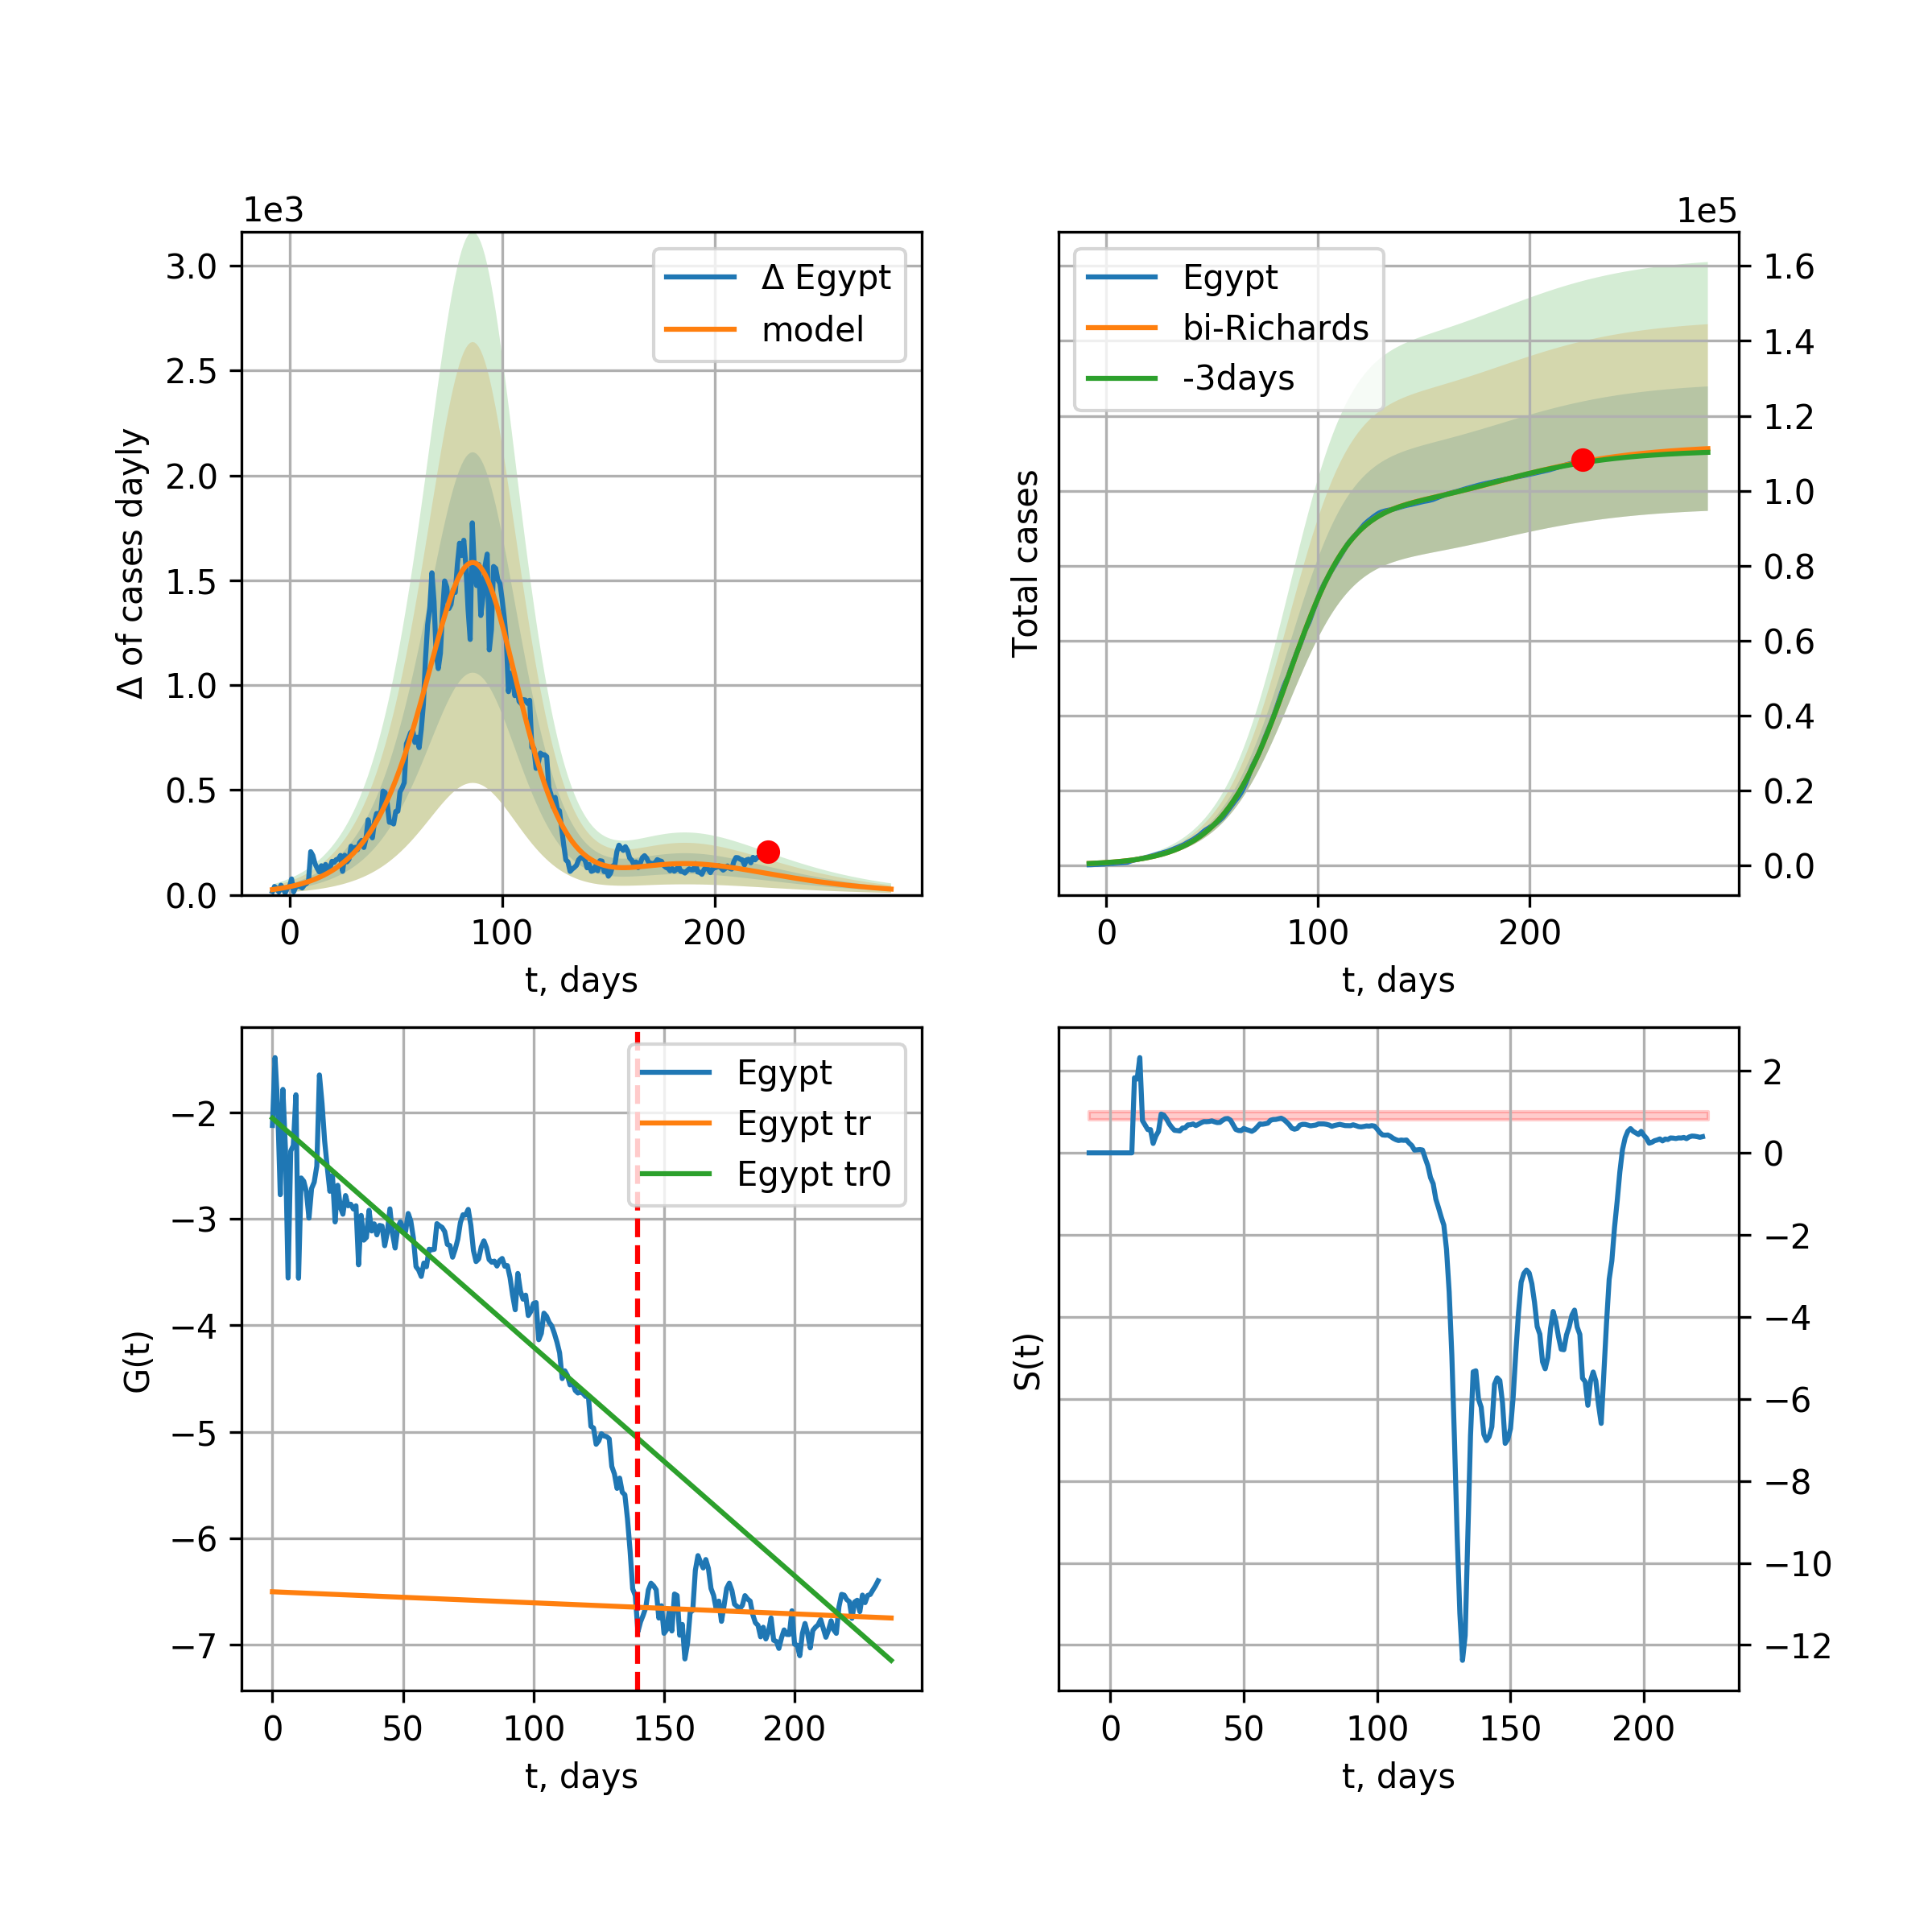 1e3
3.0
2.5
2.0
1.5
1.0
0.5
0.0
Δ of cases dayly
Δ Egypt
model
0
100
200
t, days
1e5
Egypt
bi-Richards
-3days
Total cases
1.6
1.4
1.2
1.0
0.8
0.6
0.4
0.2
0.0
0
100
200
t, days
−2
−3
−4
−5
−6
−7
G(t)
Egypt
Egypt tr
Egypt tr0
0
50
100
150
200
t, days
S(t)
2
0
−2
−4
−6
−8
−10
−12
0
50
100
150
200
t, days